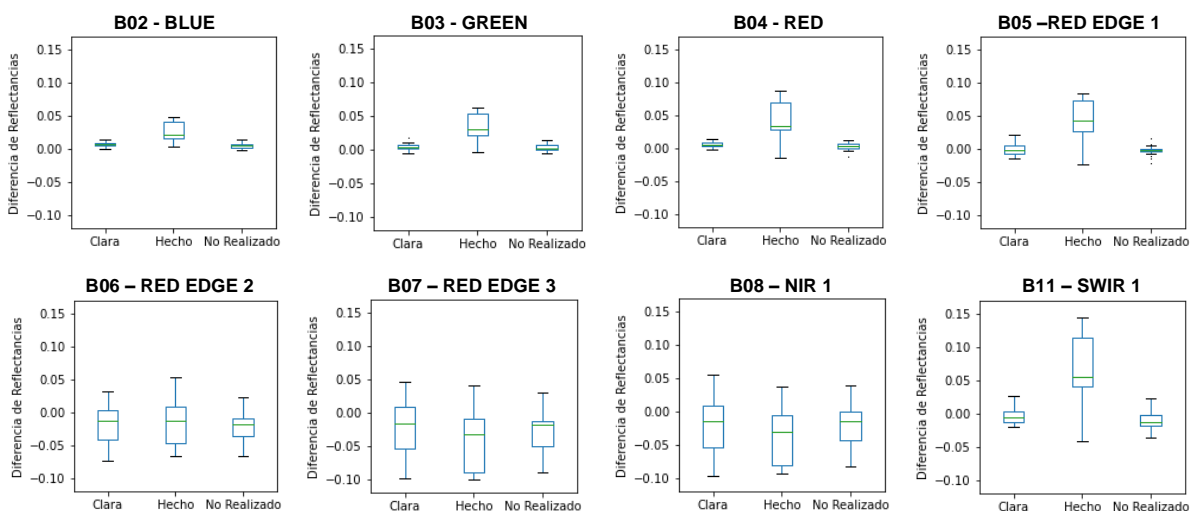 B02 - BLUE
Diferencia de Reflectancias
0.15
0.10
0.05
0.00
−0.05
−0.10
Clara Hecho No Realizado
B03 - GREEN
Diferencia de Reflectancias
0.15
0.10
0.05
0.00
−0.05
−0.10
Clara Hecho No Realizado
B04 - RED
Diferencia de Reflectancias
0.15
0.10
0.05
0.00
−0.05
−0.10
Clara Hecho No Realizado
B05 –RED EDGE 1
Diferencia de Reflectancias
0.15
0.10
0.05
0.00
−0.05
−0.10
Clara Hecho No Realizado
B06 – RED EDGE 2
Diferencia de Reflectancias
0.15
0.10
0.05
0.00
−0.05
−0.10
Clara Hecho No Realizado
B07 – RED EDGE 3
Diferencia de Reflectancias
0.15
0.10
0.05
0.00
−0.05
−0.10
Clara Hecho No Realizado
B08 – NIR 1
Diferencia de Reflectancias
0.15
0.10
0.05
0.00
−0.05
−0.10
Clara Hecho No Realizado
B11 – SWIR 1
Diferencia de Reflectancias
0.15
0.10
0.05
0.00
−0.05
−0.10
Clara Hecho No Realizado